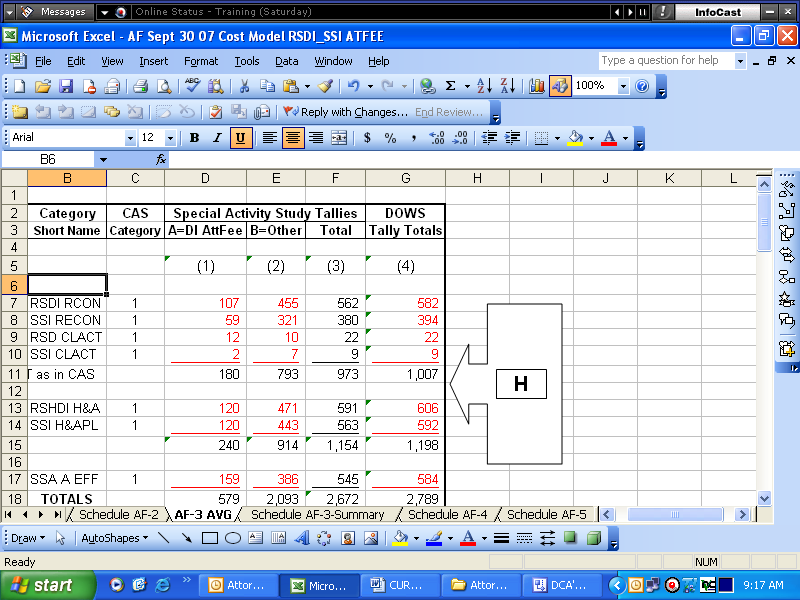 Messages Online Status - Training (Saturday) InfoCast
Microsoft Excel - AF Sept 30 07 Cost Model RSDI_SSI ATFEE
File Edit View Insert Format Tools Data Window Help Type a question for help
100%
Reply with Changes... End Review...
Arial 12 B I U $ % ,
B6 fx
B C D E F G H I J K L
1
2 Category CAS Special Activity Study Tallies DOWS
3 Short Name Category A=DI AttFee B=Other Total Tally Totals
4
5 (1) (2) (3) (4)
6
7 RSDI RCON 1 107 455 562 582
8 SSI RECON 1 59 321 380 394
9 RSD CLACT 1 12 10 22 22
10 SSI CLACT 1 2 7 9 9
11 T as in CAS 180 793 973 1,007
H
12
13 RSHDI H&A 1 120 471 591 606
14 SSI H&APL 1 120 443 563 592
15 240 914 1,154 1,198
16
17 SSA A EFF 1 159 386 545 584
18 TOTALS 579 2,093 2,672 2,789
Schedule AF-2 AF-3 AVG Schedule AF-3-Summary Schedule AF-4 Schedule AF-5
Draw AutoShapes
Ready NUM
start Attor... Micro... CUR... Attor... DCA'... 9:17 AM